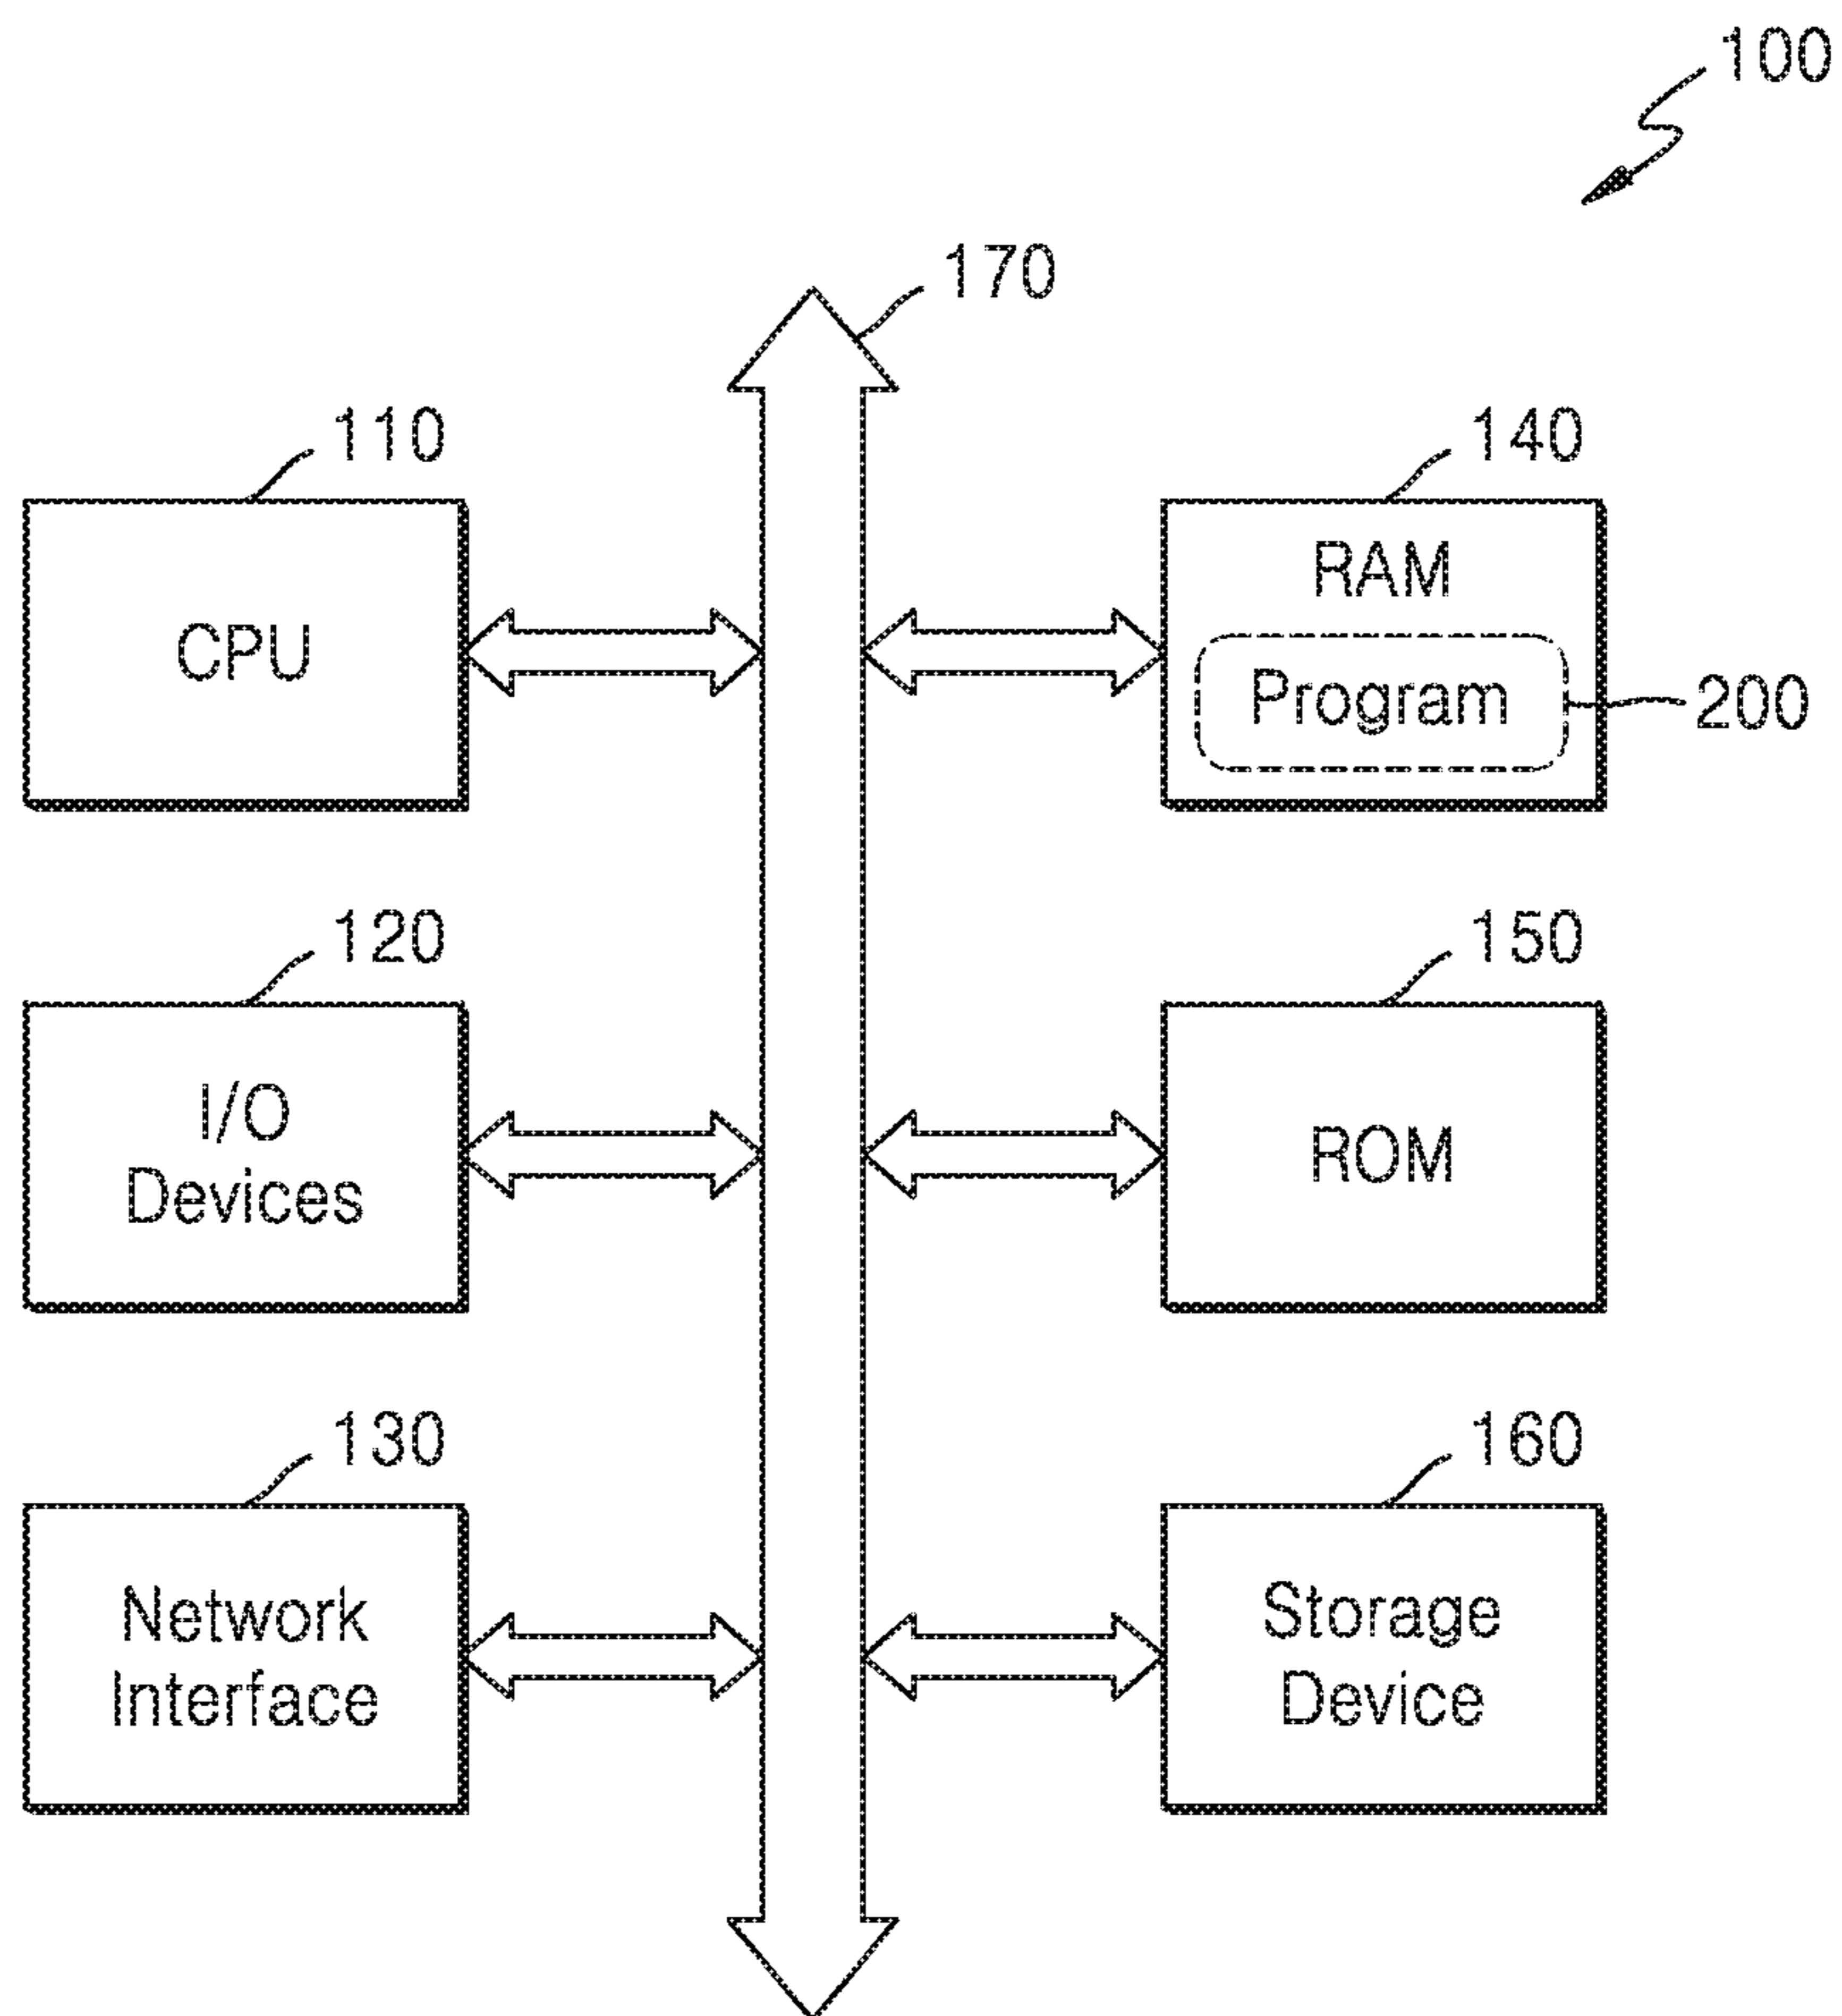 100
170
110
140
CPU
RAM
Program
200
120
150
I/O
Devices
ROM
130
160
Network
Interface
Storage
Device